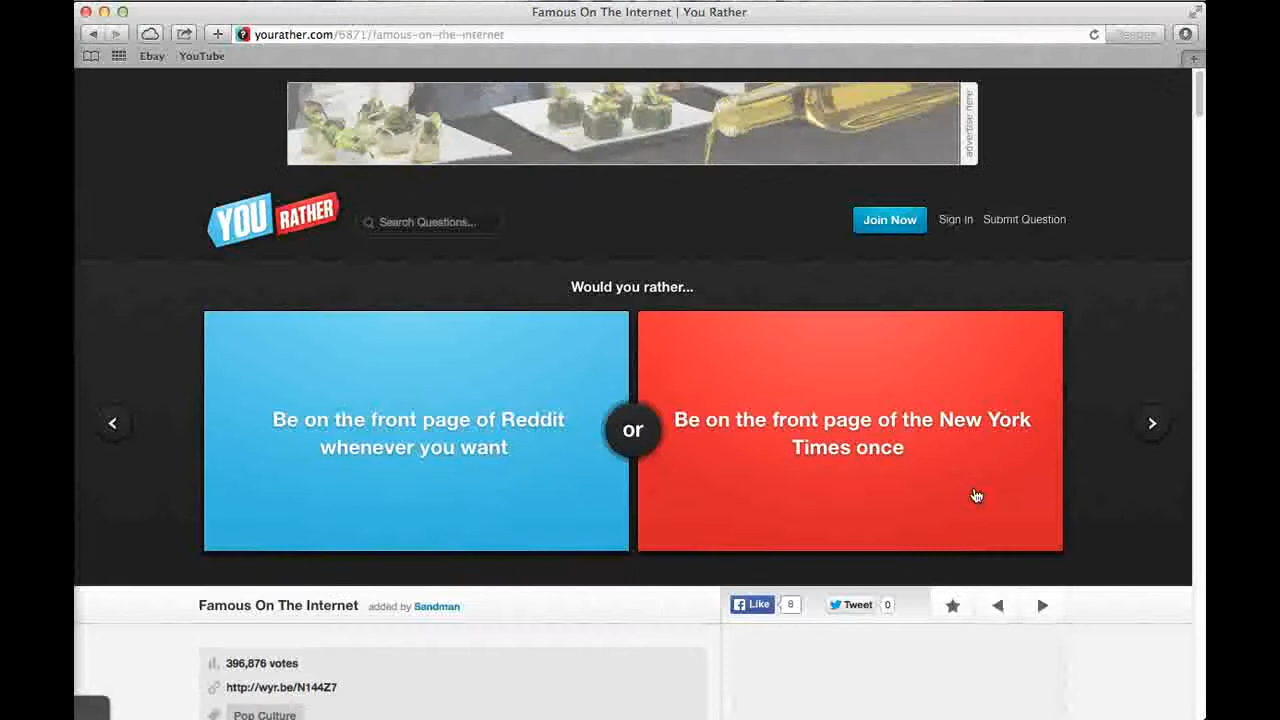 Famous On The Internet | You Rather
yourather.com/6871/famous-on-the-internet
Reader
Ebay YouTube
advertise here
YOU RATHER
Search Questions...
Join Now Sign In Submit Question
Would you rather...
Be on the front page of Reddit
whenever you want
or
Be on the front page of the New York
Times once
Famous On The Internet added by Sandman
Like 8 Tweet 0
396,876 votes
http://wyr.be/N144Z7
Pop Culture